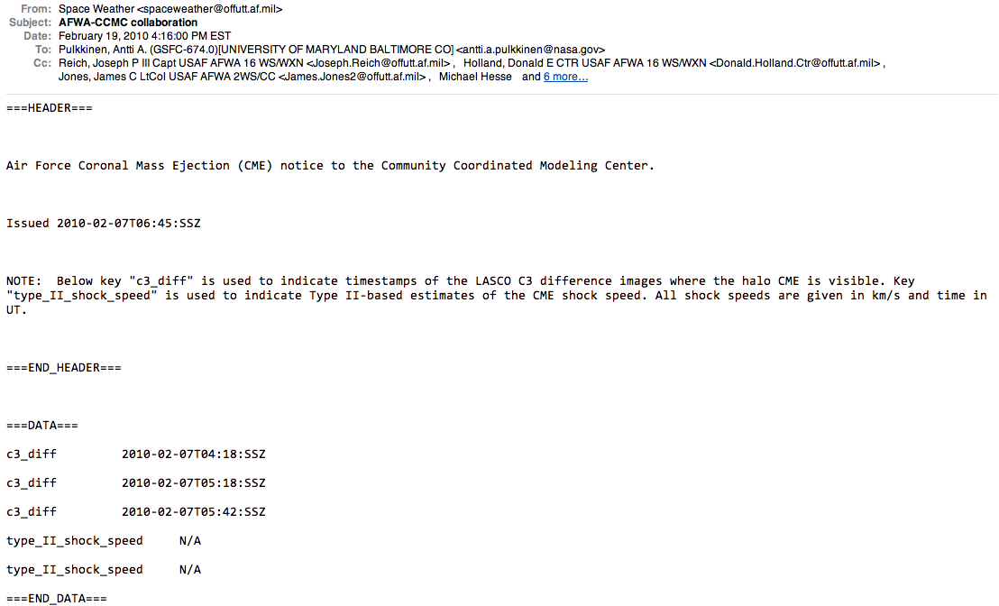 From: Space Weather <spaceweather@offutt.af.mil>
Subject: AFWA-CCMC collaboration
Date: February 19, 2010 4:16:00 PM EST
To: Pulkkinen, Antti A. (GSFC-674.0)[UNIVERSITY OF MARYLAND BALTIMORE CO] <antti.a.pulkkinen@nasa.gov>
Cc: Reich, Joseph P III Capt USAF AFWA 16 WS/WXN <Joseph.Reich@offutt.af.mil>, Holland, Donald E CTR USAF AFWA 16 WS/WXN <Donald.Holland.Ctr@offutt.af.mil>,
Jones, James C LtCol USAF AFWA 2WS/CC <James.Jones2@offutt.af.mil>, Michael Hesse and 6 more...
===HEADER===
Air Force Coronal Mass Ejection (CME) notice to the Community Coordinated Modeling Center.
Issued 2010-02-07T06:45:SSZ
NOTE: Below key "c3_diff" is used to indicate timestamps of the LASCO C3 difference images where the halo CME is visible. Key
"type_II_shock_speed" is used to indicate Type II-based estimates of the CME shock speed. All shock speeds are given in km/s and time in
UT.
===END_HEADER===
===DATA===
c3_diff 2010-02-07T04:18:SSZ
c3_diff 2010-02-07T05:18:SSZ
c3_diff 2010-02-07T05:42:SSZ
type_II_shock_speed N/A
type_II_shock_speed N/A
===END_DATA===